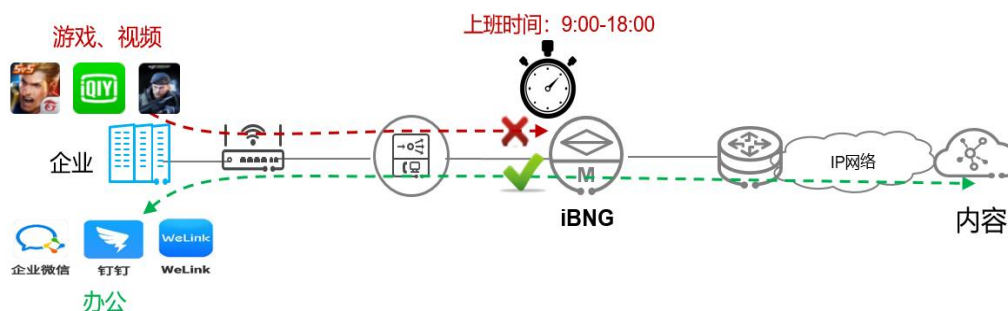 上班时间：9:00-18:00
游戏、视频
5V5
iQIYI
企业
IP网络
M
iBNG
内容
WeLink
企业微信
钉钉
WeLink
办公